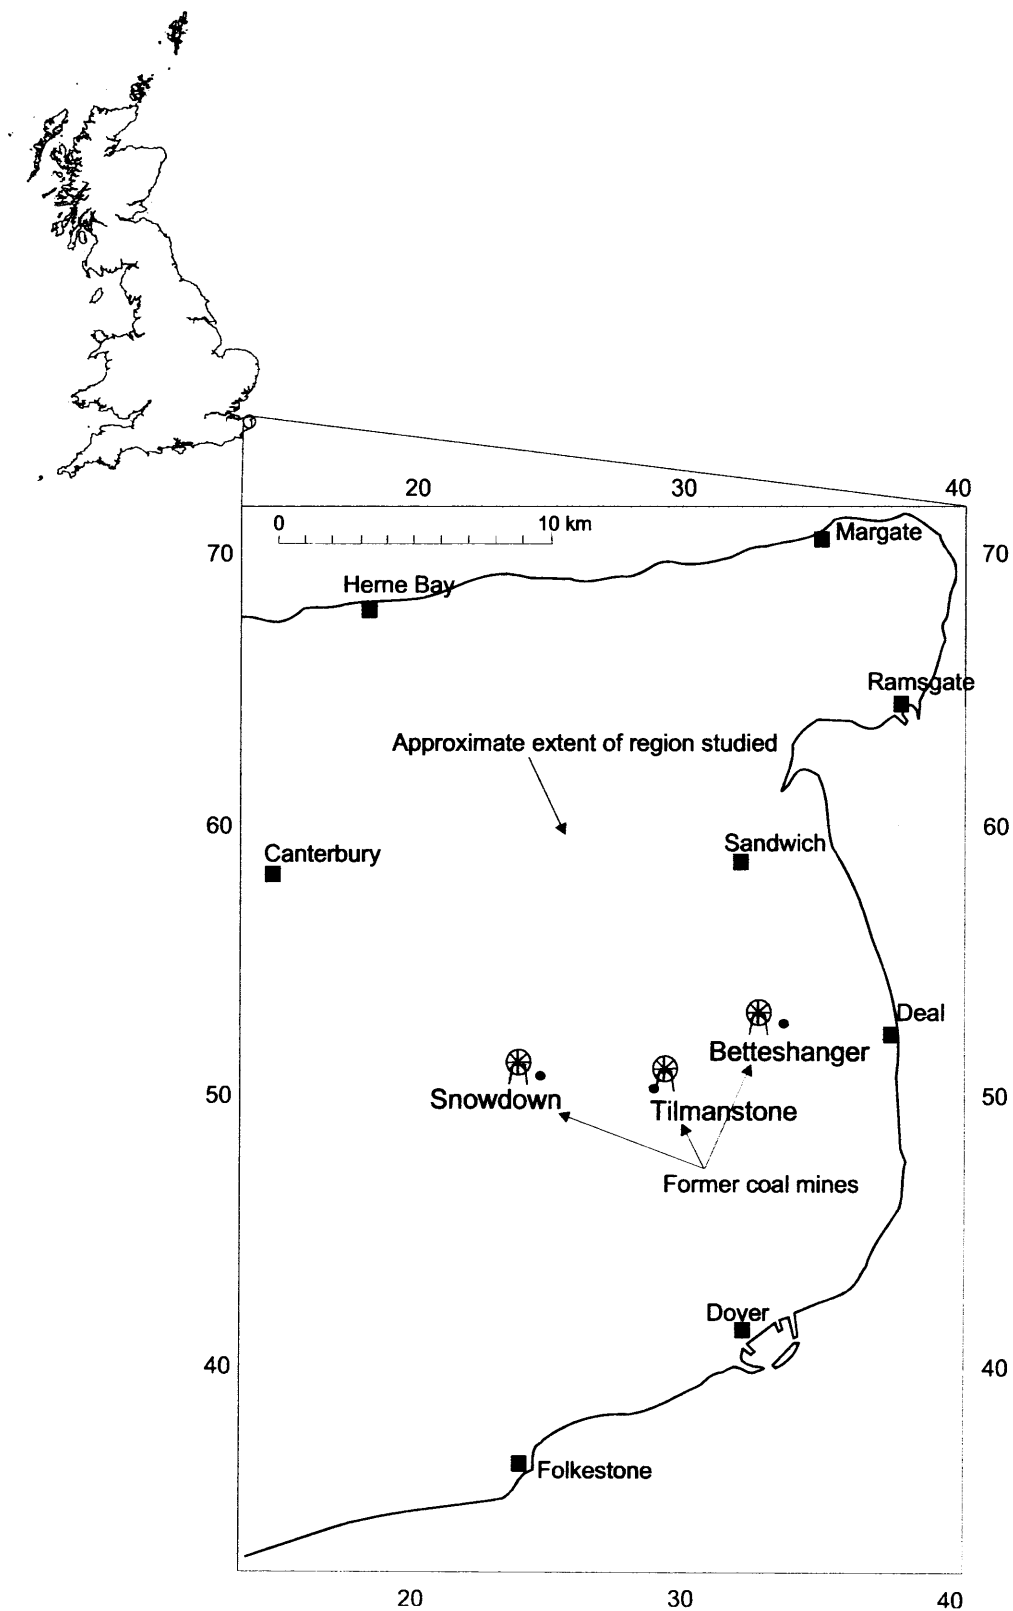 20 30 40
0 10 km
Margate
70 70
Herne Bay
Ramsgate
Approximate extent of region studied
60 60
Sandwich
Canterbury
Deal
Betteshanger
50 50
Snowdown
Tilmanstone
Former coal mines
Dover
40 40
Folkestone
20 30 40